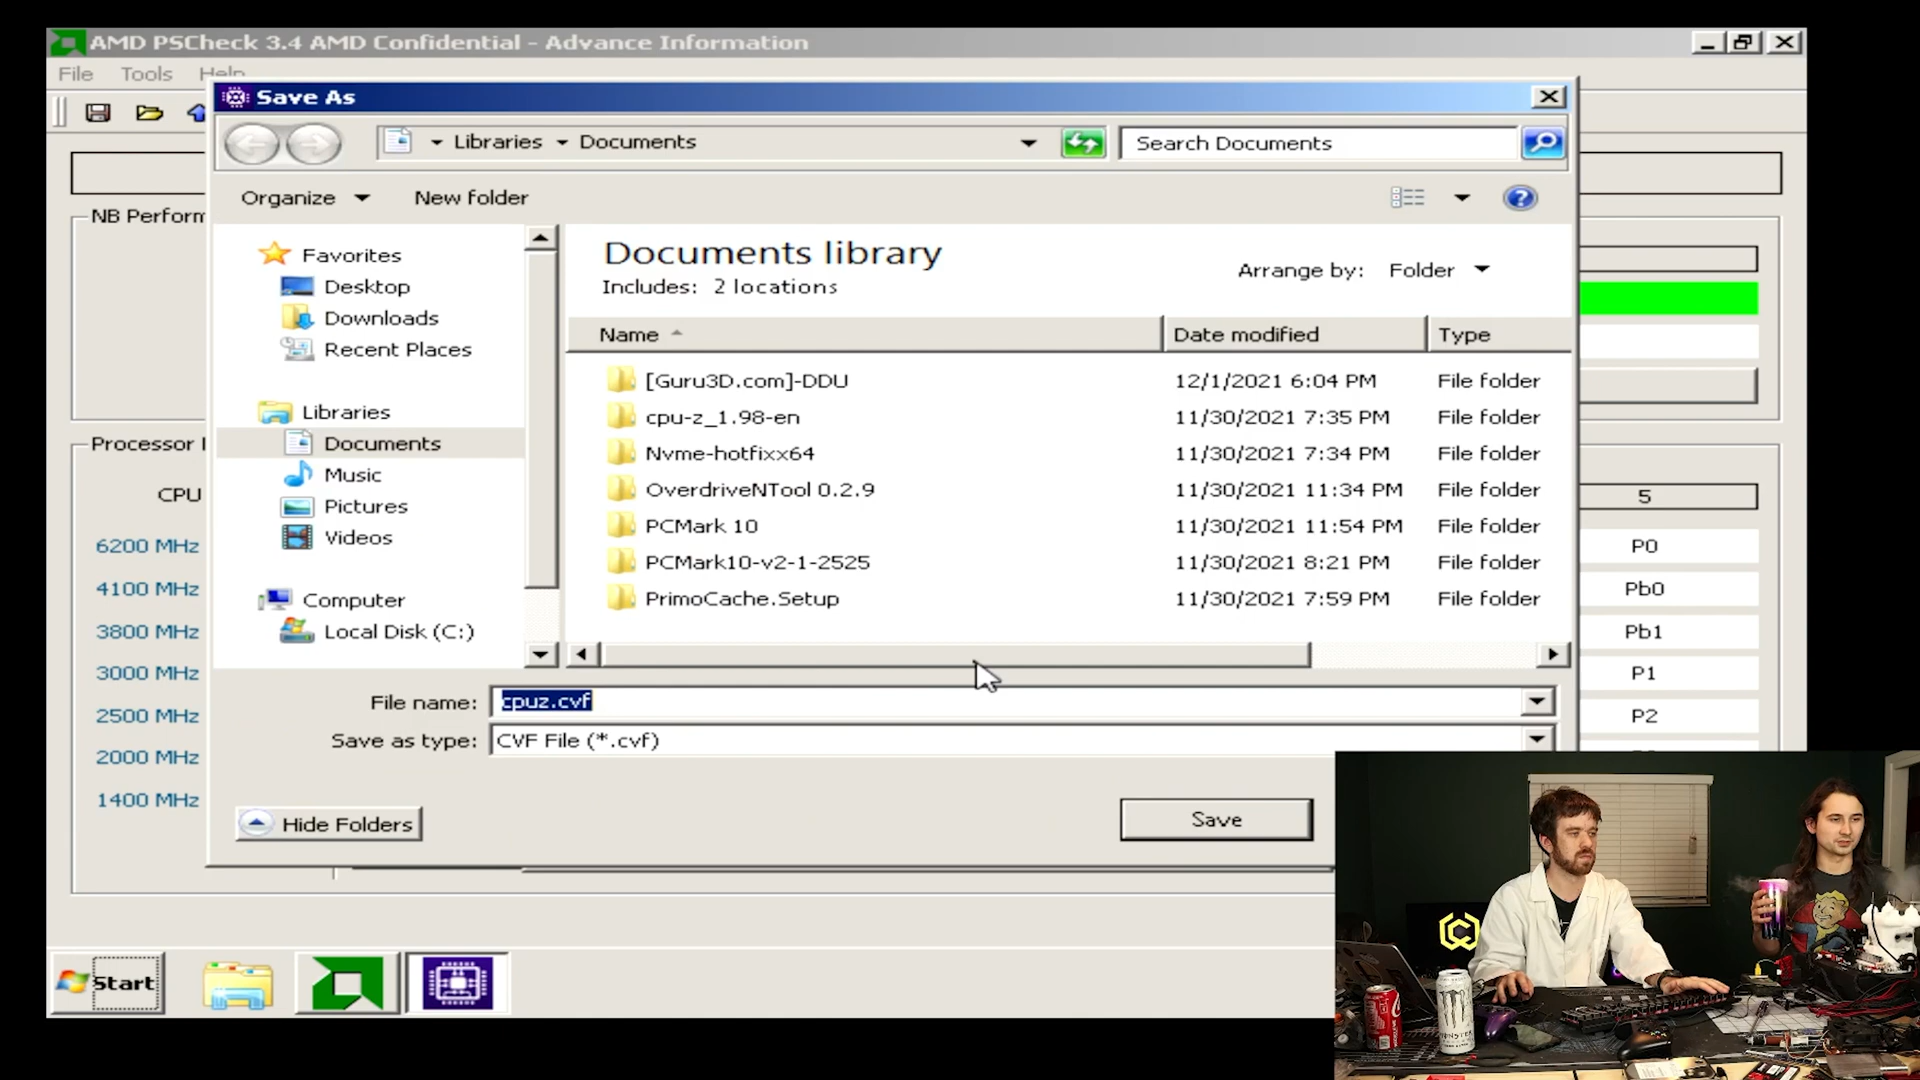 AMD PSCheck 3.4 AMD Confidential - Advance Information
File Tools Help
Save As
Libraries Documents
Search Documents
Organize
New folder
NB Perform
Favorites
Desktop
Downloads
Recent Places
Libraries
Documents
Music
Pictures
Videos
Computer
Local Disk (C:)
Documents library
Includes: 2 locations
Arrange by: Folder
Name Date modified Type
[Guru3D.com]-DDU 12/1/2021 6:04 PM File folder
cpu-z_1.98-en 11/30/2021 7:35 PM File folder
Nvme-hotfixx64 11/30/2021 7:34 PM File folder
OverdriveNTool 0.2.9 11/30/2021 11:34 PM File folder
PCMark 10 11/30/2021 11:54 PM File folder
PCMark10-v2-1-2525 11/30/2021 8:21 PM File folder
PrimoCache.Setup 11/30/2021 7:59 PM File folder
Processor I
CPU
6200 MHz
4100 MHz
3800 MHz
3000 MHz
2500 MHz
2000 MHz
1400 MHz
5
P0
Pb0
Pb1
P1
P2
File name: cpuz.cvf
Save as type: CVF File (*.cvf)
Hide Folders
Save
Start
MONSTER